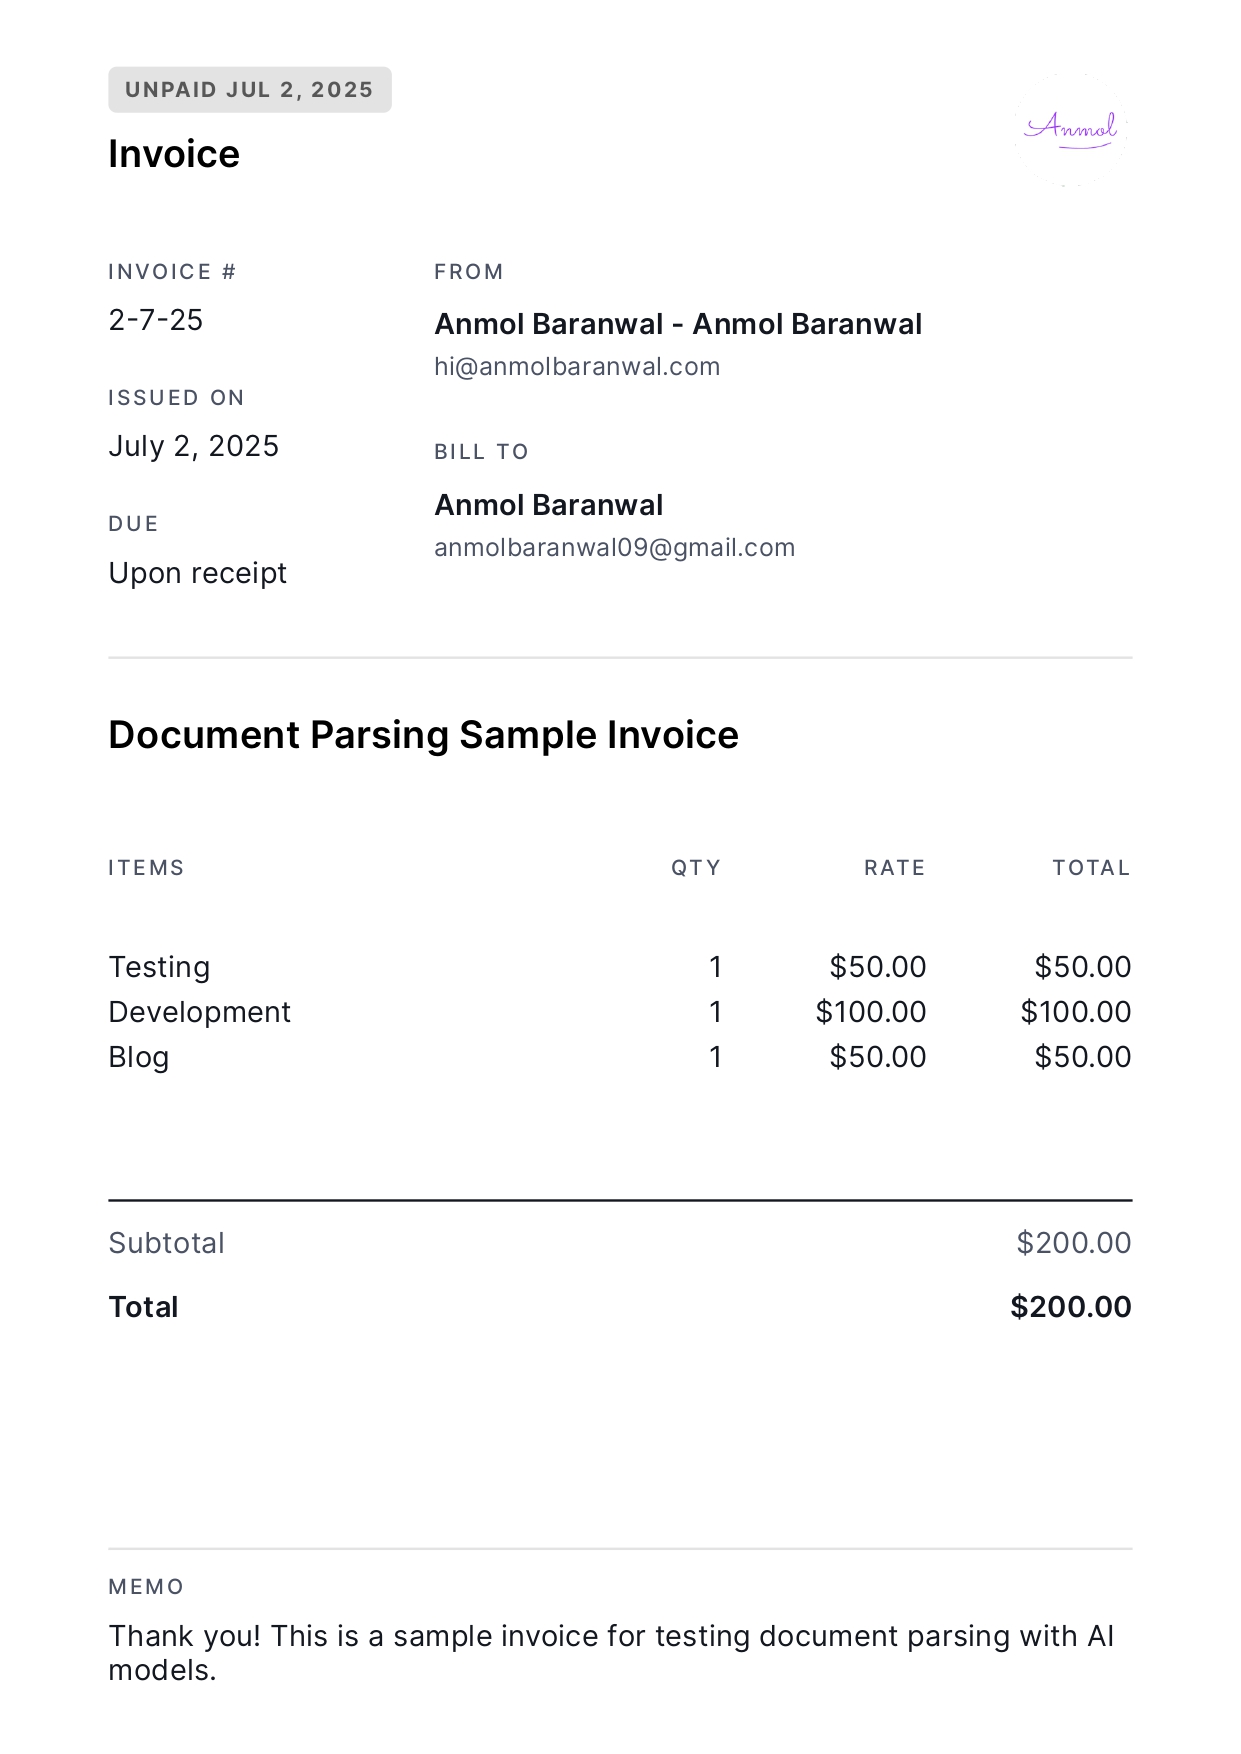 UNPAID JUL 2, 2025
Invoice
Anmol
INVOICE #
2-7-25
ISSUED ON
July 2, 2025
DUE
Upon receipt
FROM
Anmol Baranwal - Anmol Baranwal
hi@anmolbaranwal.com
BILL TO
Anmol Baranwal
anmolbaranwal09@gmail.com
Document Parsing Sample Invoice
ITEMS QTY RATE TOTAL
Testing 1 $50.00 $50.00
Development 1 $100.00 $100.00
Blog 1 $50.00 $50.00
Subtotal $200.00
Total $200.00
MEMO
Thank you! This is a sample invoice for testing document parsing with AI
models.